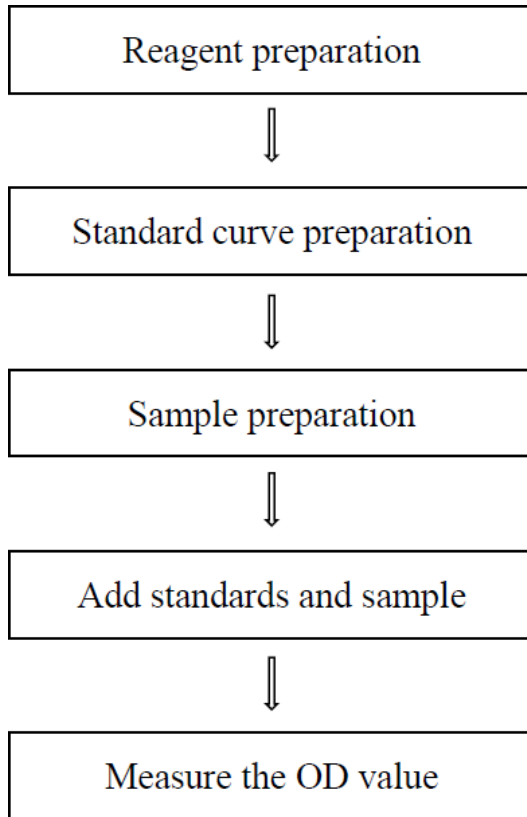 Reagent preparation
Standard curve preparation
Sample preparation
Add standards and sample
Measure the OD value